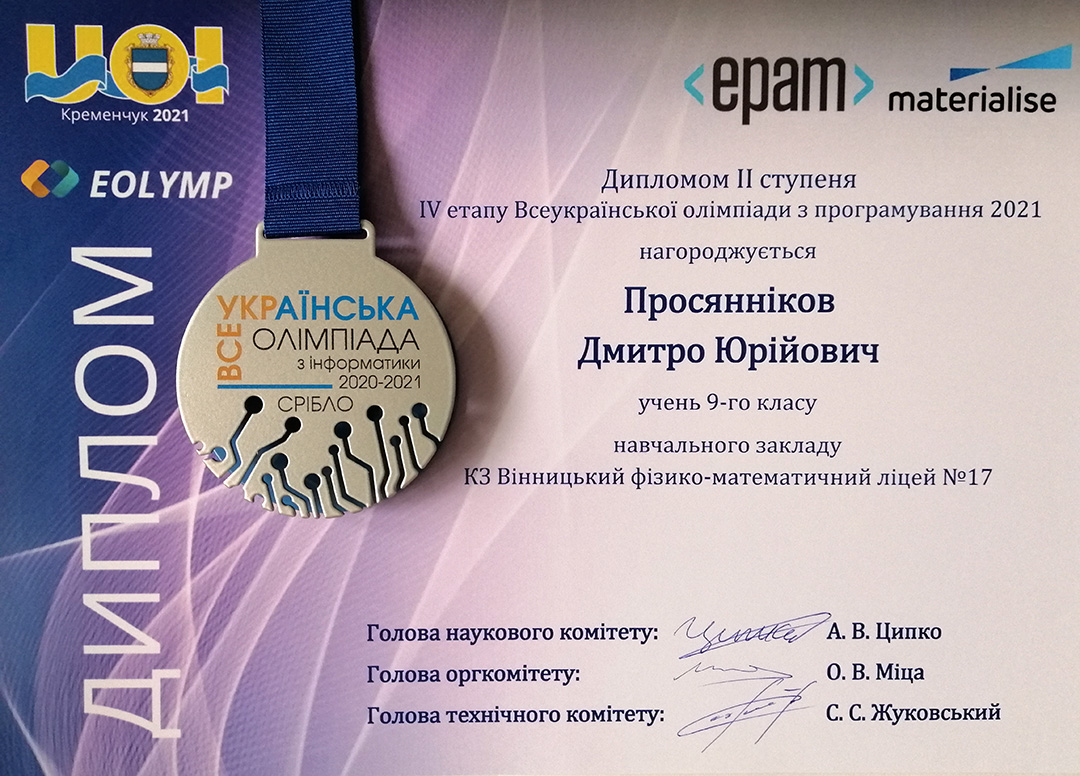 UOI
Кременчук 2021
EOLYMP
ДИПЛОМ
<epam>
materialise
Дипломом II ступеня
IV етапу Всеукраїнської олімпіади з програмування 2021
нагороджується
Просянніков
Дмитро Юрійович
учень 9-го класу
навчального закладу
КЗ Вінницький фізико-математичний ліцей №17
ВСЕ
УКРАЇНСЬКА
ОЛІМПІАДА
з інформатики
2020-2021
СРІБЛО
Голова наукового комітету: А. В. Ципко
Голова оргкомітету: О. В. Міца
Голова технічного комітету: С. С. Жуковський